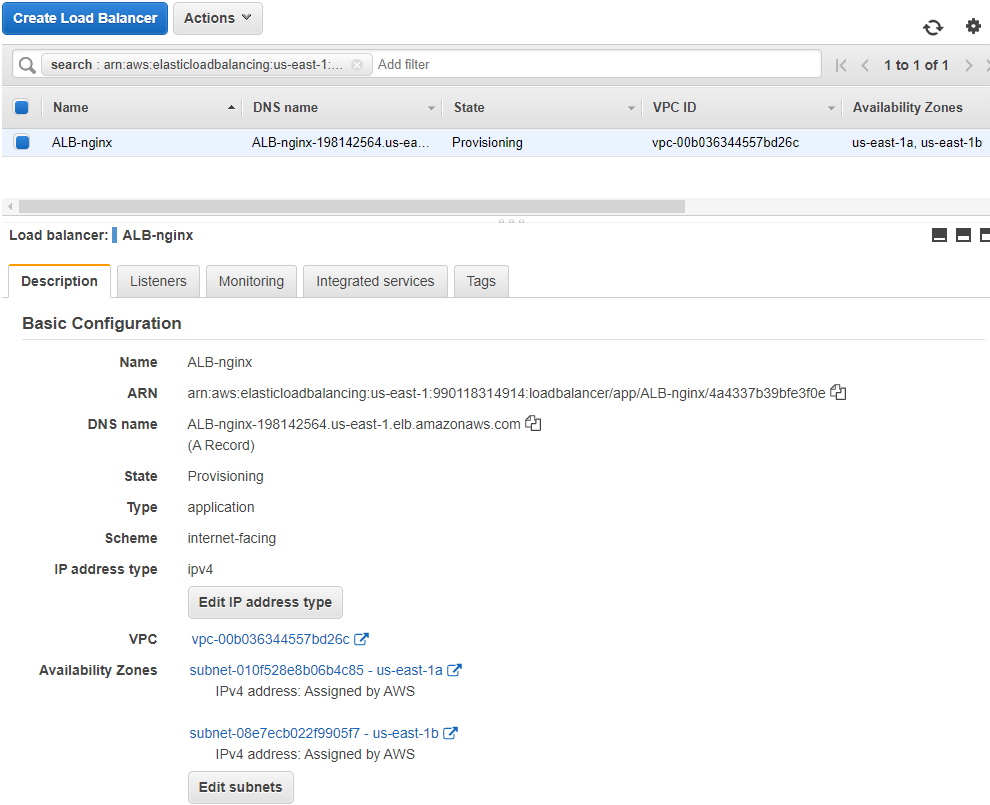 Create Load Balancer Actions
search : arn:aws:elasticloadbalancing:us-east-1:... Add filter 1 to 1 of 1
Name DNS name State VPC ID Availability Zones
ALB-nginx ALB-nginx-198142564.us-ea... Provisioning vpc-00b036344557bd26c us-east-1a, us-east-1b
Load balancer: ALB-nginx
Description Listeners Monitoring Integrated services Tags
Basic Configuration
Name ALB-nginx
ARN arn:aws:elasticloadbalancing:us-east-1:990118314914:loadbalancer/app/ALB-nginx/4a4337b39bfe3f0e
DNS name ALB-nginx-198142564.us-east-1.elb.amazonaws.com
(A Record)
State Provisioning
Type application
Scheme internet-facing
IP address type ipv4
Edit IP address type
VPC vpc-00b036344557bd26c
Availability Zones subnet-010f528e8b06b4c85 - us-east-1a
IPv4 address: Assigned by AWS
subnet-08e7ecb022f9905f7 - us-east-1b
IPv4 address: Assigned by AWS
Edit subnets